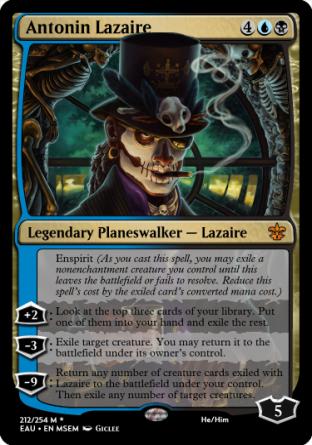 Antonin Lazaire 4
Legendary Planeswalker — Lazaire
Enspirit (As you cast this spell, you may exile a
nonenchantment creature you control until this
leaves the battlefield or fails to resolve. Reduce this
spell's cost by the exiled card's converted mana cost.)
+2: Look at the top three cards of your library. Put
one of them into your hand and exile the rest.
-3: Exile target creature. You may return it to the
battlefield under its owner's control.
-9: Return any number of creature cards exiled with
Lazaire to the battlefield under your control.
Then exile any number of target creatures.
5
212/254 M * He/Him
EAU • EN MSEM Giclee